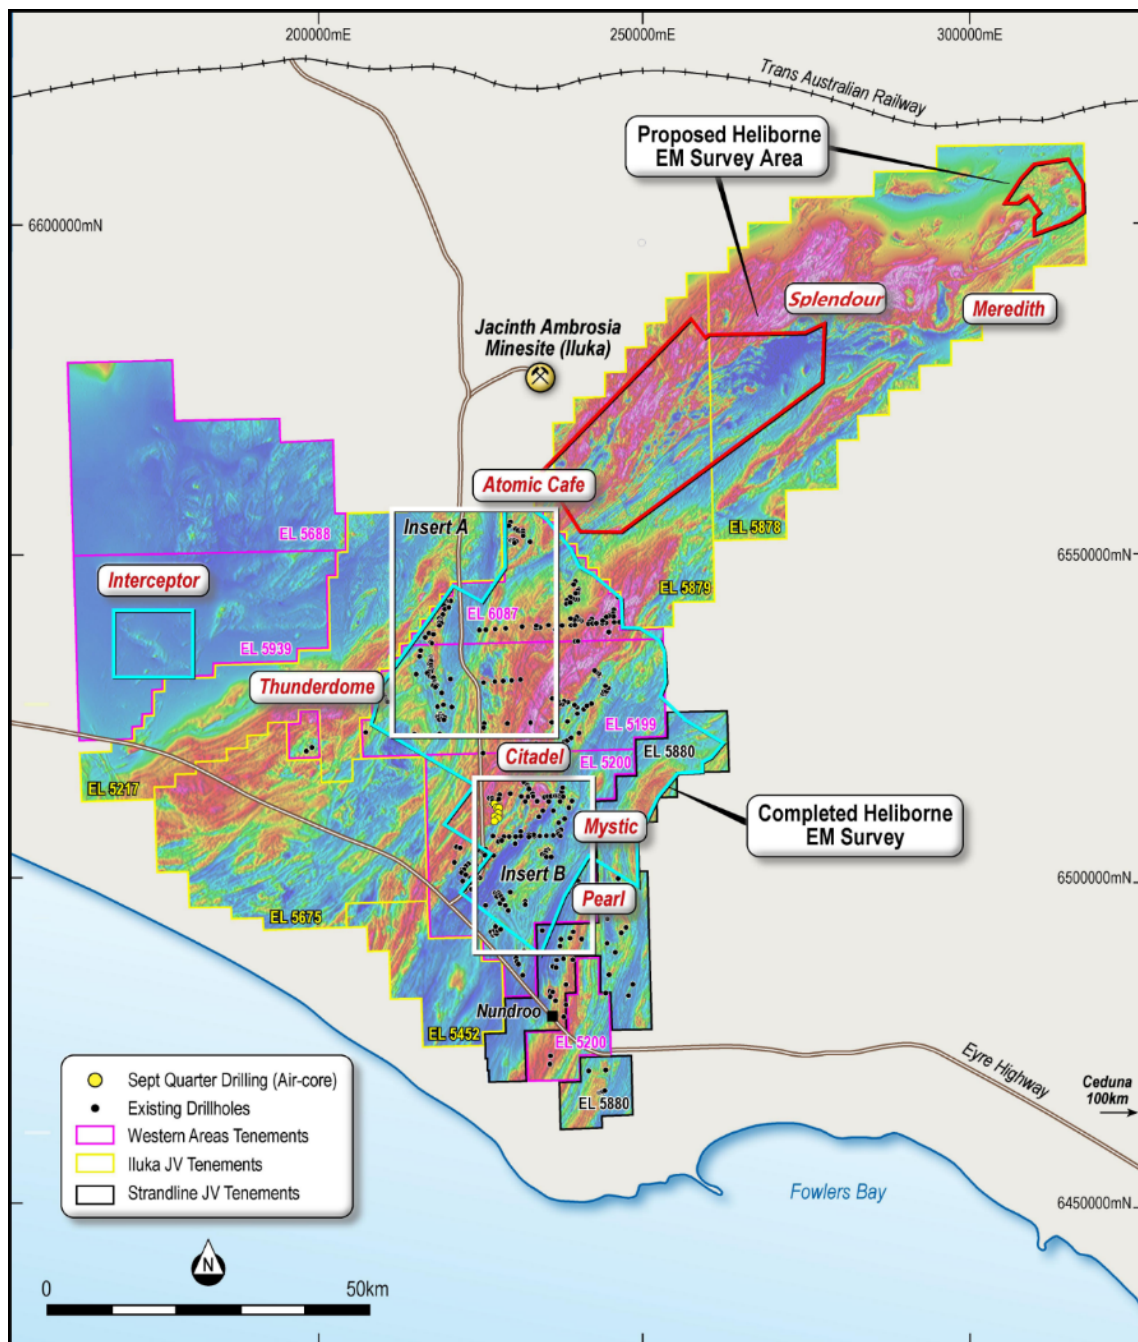 200000mE
250000mE
300000mE
Trans Australian Railway
Proposed Heliborne
EM Survey Area
6600000mN
Splendour
Meredith
Jacinth Ambrosia
Minesite (Iluka)
Atomic Cafe
Insert A
EL 5688
EL 5878
6550000mN
Interceptor
EL 5879
EL 6087
EL 5939
Thunderdome
EL 5199
Citadel
EL 5200
EL 5880
EL 5217
Completed Heliborne
EM Survey
Mystic
Insert B
6500000mN
Pearl
EL 5675
Nundroo
EL 5452
EL 5200
Eyre Highway
Ceduna
100km
EL 5880
Sept Quarter Drilling (Air-core)
Existing Drillholes
Western Areas Tenements
Iluka JV Tenements
Strandline JV Tenements
Fowlers Bay
6450000mN
N
0
50km